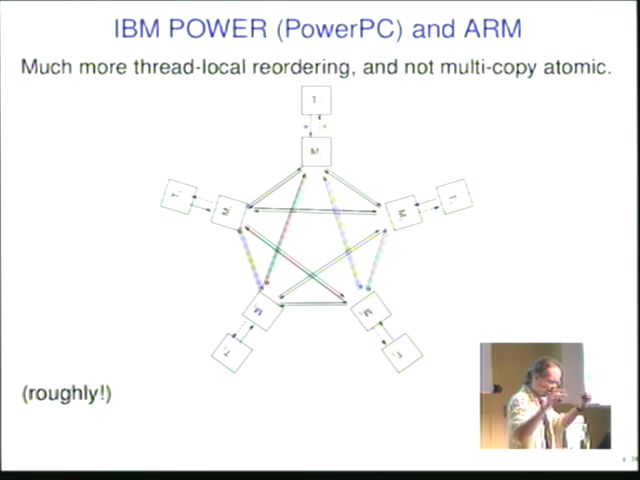 IBM POWER (PowerPC) and ARM
Much more thread-local reordering, and not multi-copy atomic.
T
M
T
M
M
T
M
M
T
T
(roughly!)